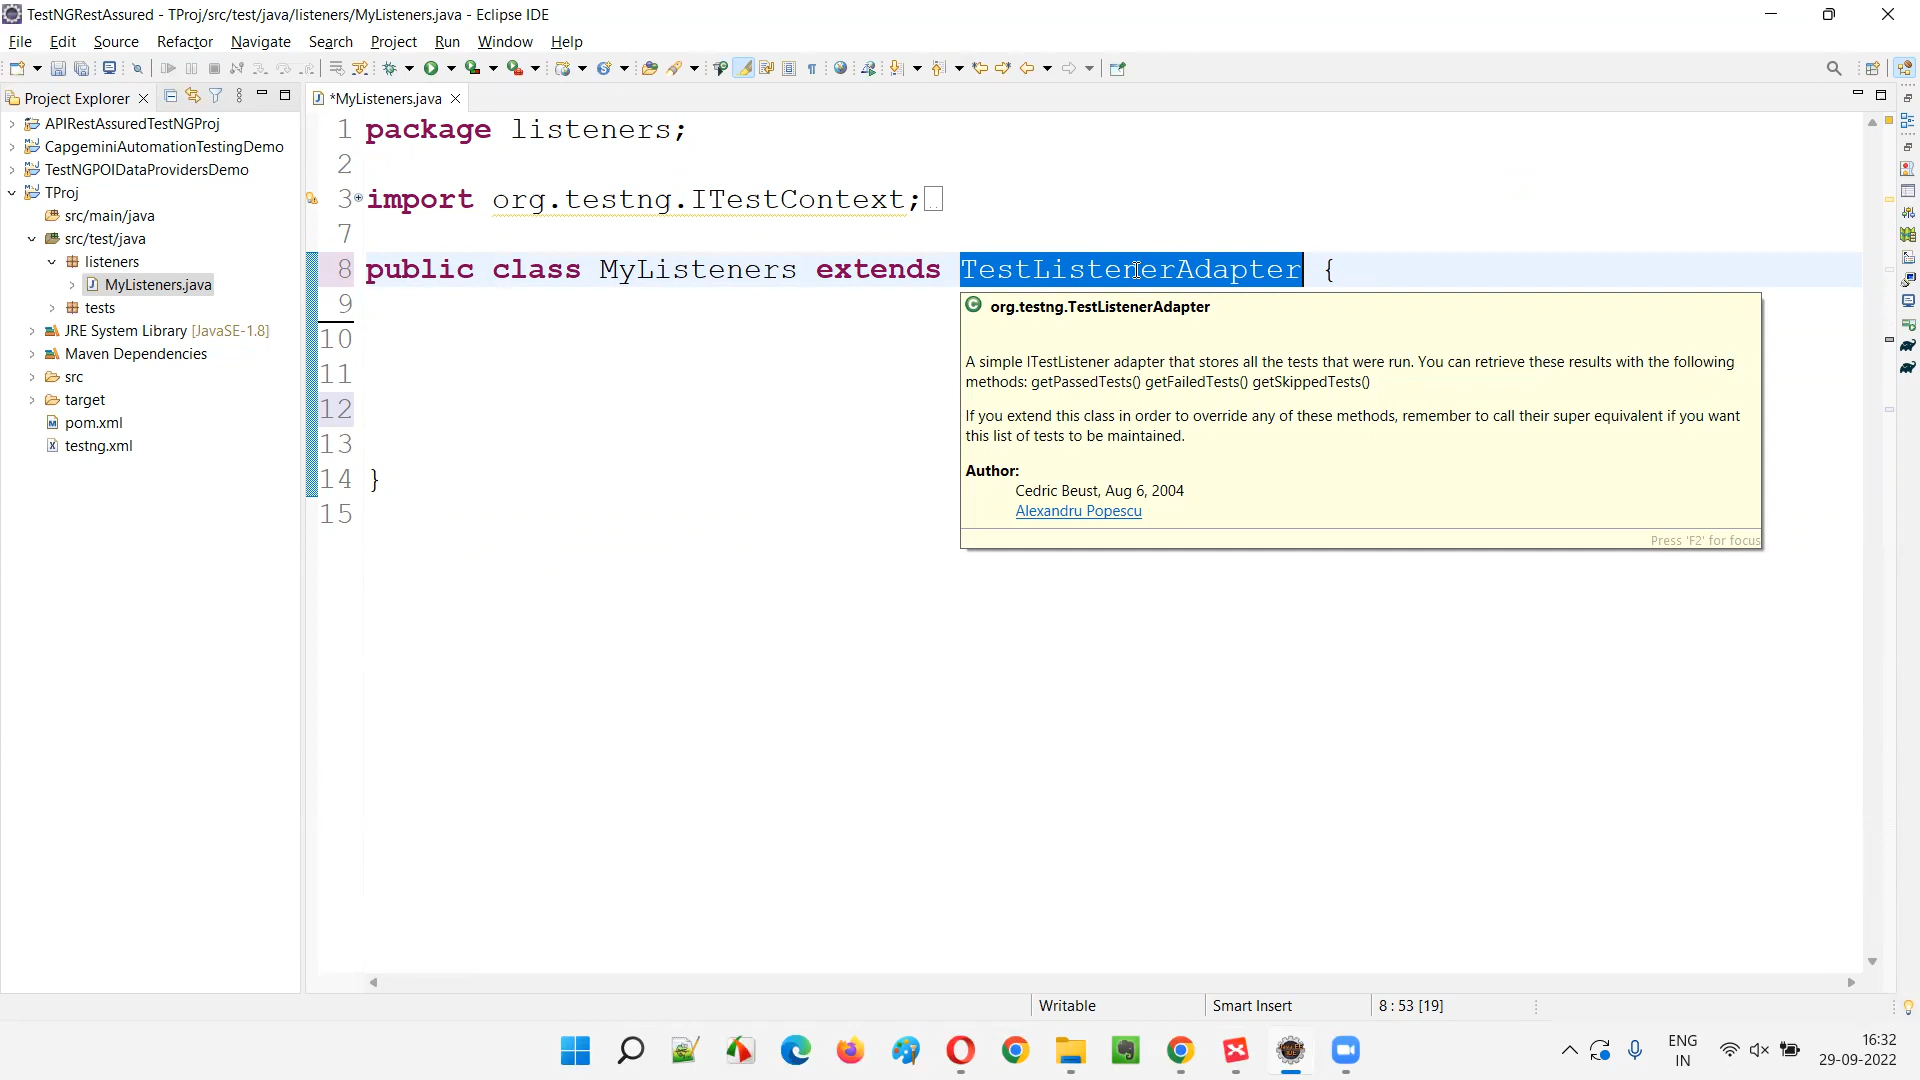 TestNGRestAssured - TProj/src/test/java/listeners/MyListeners.java - Eclipse IDE
File Edit Source Refactor Navigate Search Project Run Window Help
Project Explorer
*MyListeners.java
APIRestAssuredTestNGProj
CapgeminiAutomationTestingDemo
TestNGPOIDataProvidersDemo
TProj
src/main/java
src/test/java
listeners
MyListeners.java
tests
JRE System Library [JavaSE-1.8]
Maven Dependencies
src
target
pom.xml
testng.xml
1 package listeners;
2
3 import org.testng.ITestContext;
7
8 public class MyListeners extends TestListenerAdapter {
9
10
11
12
13
14 }
15
org.testng.TestListenerAdapter
A simple ITestListener adapter that stores all the tests that were run. You can retrieve these results with the following
methods: getPassedTests() getFailedTests() getSkippedTests()
If you extend this class in order to override any of these methods, remember to call their super equivalent if you want
this list of tests to be maintained.
Author:
Cedric Beust, Aug 6, 2004
Alexandru Popescu
Press 'F2' for focus
Writable Smart Insert 8 : 53 [19]
ENG
IN
16:32
29-09-2022